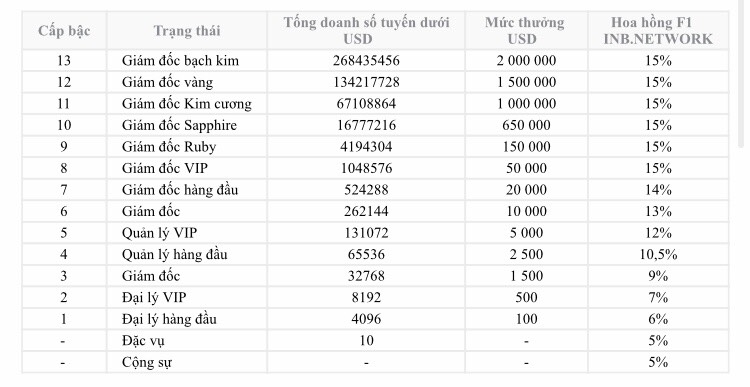 Cấp bậc Trạng thái Tổng doanh số tuyến dưới USD Mức thưởng USD Hoa hồng F1 INB.NETWORK
13 Giám đốc bạch kim 268435456 2 000 000 15%
12 Giám đốc vàng 134217728 1 500 000 15%
11 Giám đốc Kim cương 67108864 1 000 000 15%
10 Giám đốc Sapphire 16777216 650 000 15%
9 Giám đốc Ruby 4194304 150 000 15%
8 Giám đốc VIP 1048576 50 000 15%
7 Giám đốc hàng đầu 524288 20 000 14%
6 Giám đốc 262144 10 000 13%
5 Quản lý VIP 131072 5 000 12%
4 Quản lý hàng đầu 65536 2 500 10,5%
3 Giám đốc 32768 1 500 9%
2 Đại lý VIP 8192 500 7%
1 Đại lý hàng đầu 4096 100 6%
- Đặc vụ 10 - 5%
- Cộng sự - - 5%